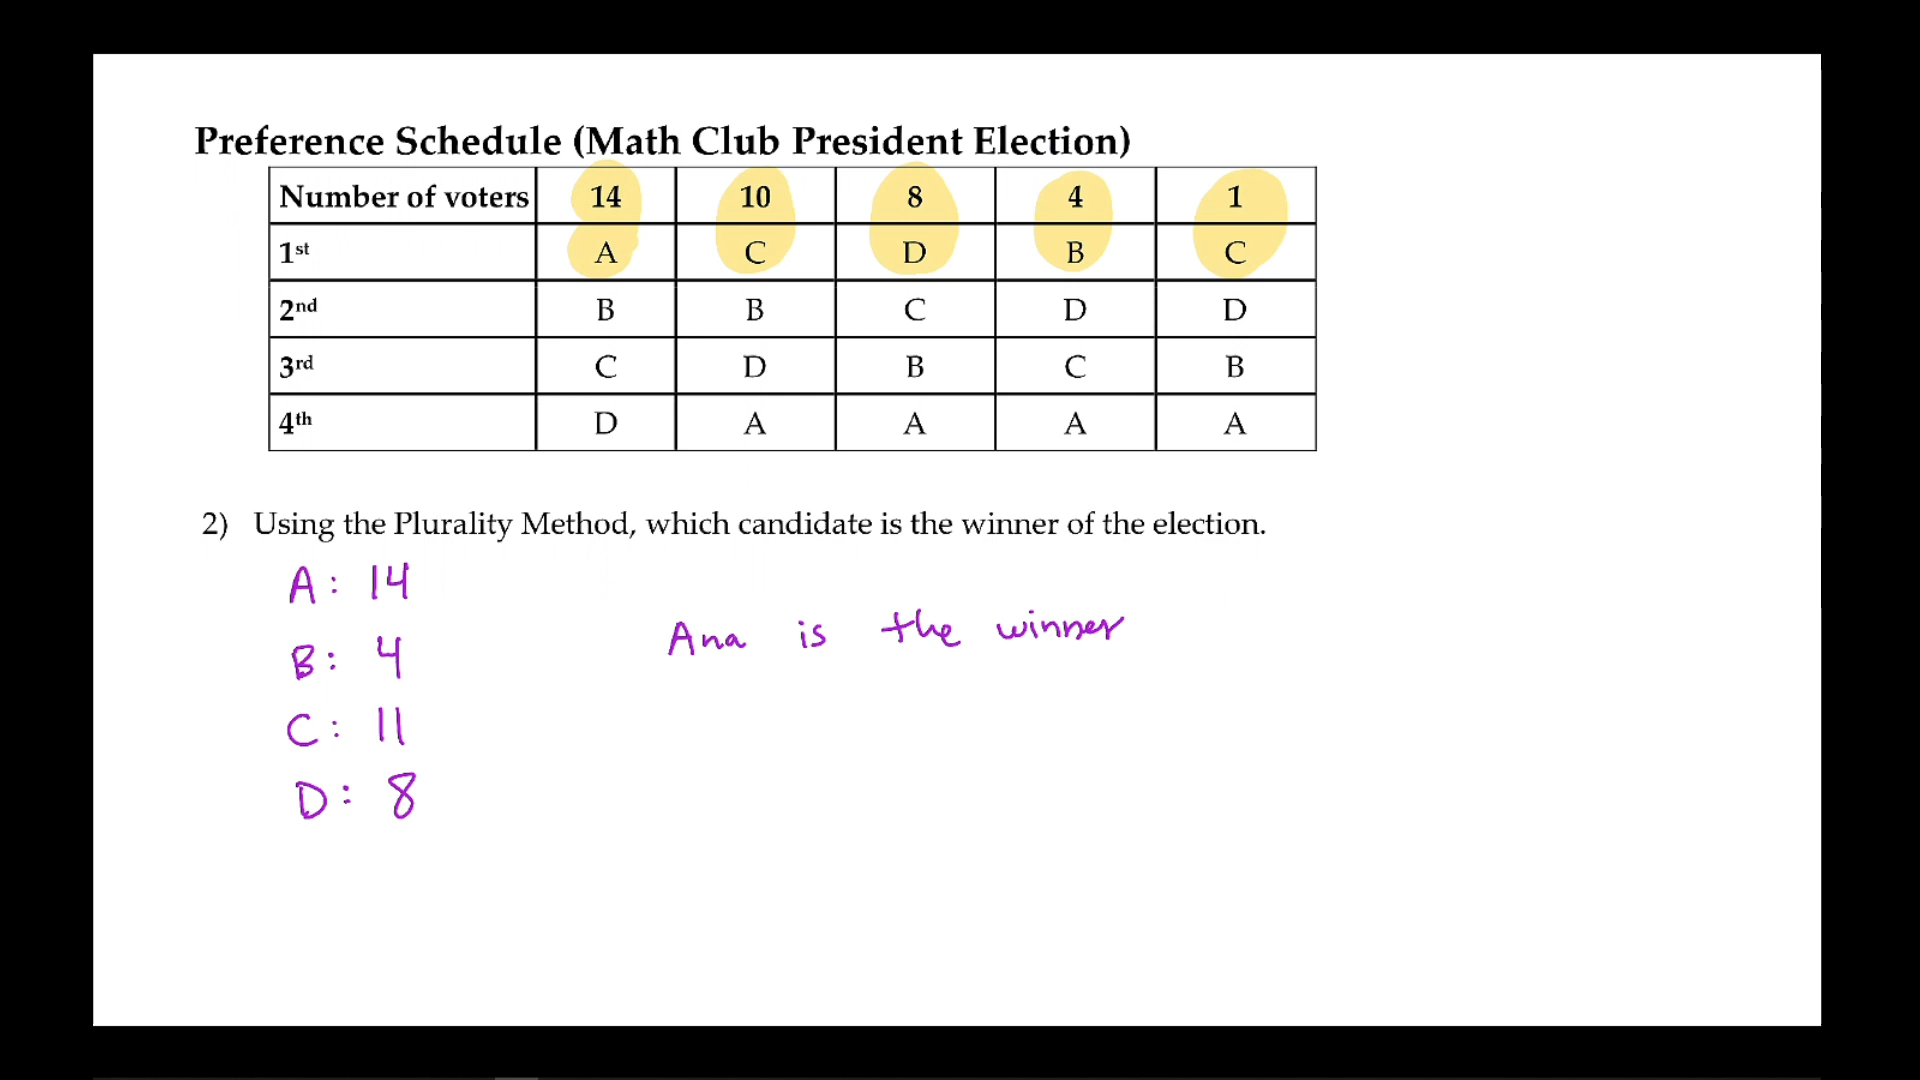 Preference Schedule (Math Club President Election)
Number of voters 14 10 8 4 1
1st A C D B C
2nd B B C D D
3rd C D B C B
4th D A A A A
2) Using the Plurality Method, which candidate is the winner of the election.
A: 14
Ana is the winner
B: 4
C: 11
D: 8